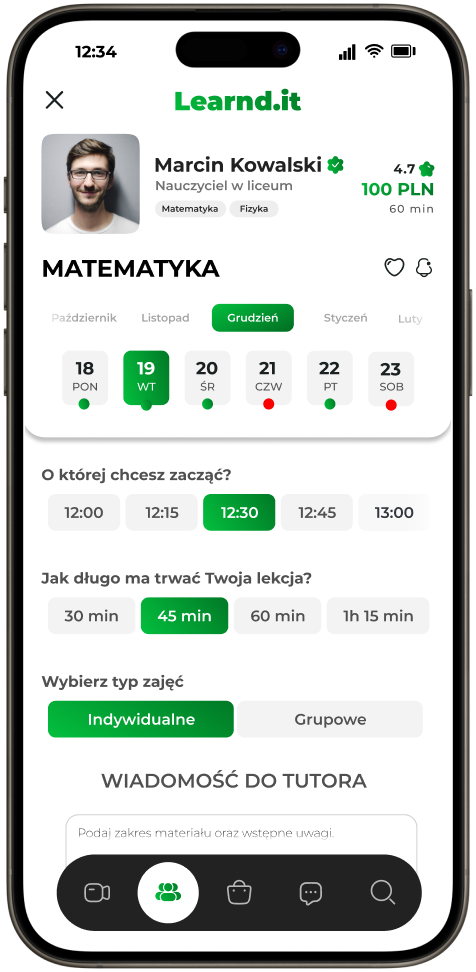 12:34
Learnd.it
Marcin Kowalski
4.7
Nauczyciel w liceum
100 PLN
Matematyka Fizyka
60 min
MATEMATYKA
Październik Listopad Grudzień Styczeń Luty
18 19 20 21 22 23
PON WT ŚR CZW PT SOB
O której chcesz zacząć?
12:00 12:15 12:30 12:45 13:00
Jak długo ma trwać Twoja lekcja?
30 min 45 min 60 min 1h 15 min
Wybierz typ zajęć
Indywidualne Grupowe
WIADOMOŚĆ DO TUTORA
Podaj zakres materiału oraz wstępne uwagi.